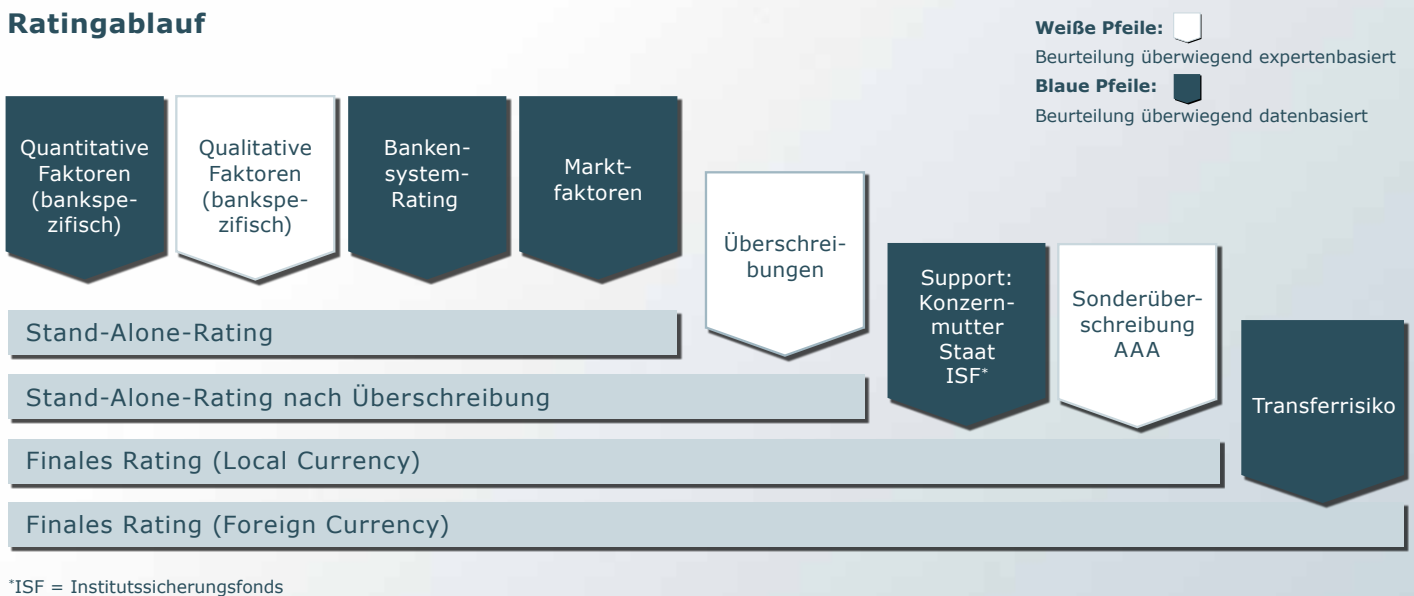 Ratingablauf
Weiße Pfeile:
Beurteilung überwiegend expertenbasiert
Blaue Pfeile:
Beurteilung überwiegend datenbasiert
Quantitative
Faktoren
(bankspe-
zifisch)
Qualitative
Faktoren
(bankspe-
zifisch)
Banken-
system-
Rating
Markt-
faktoren
Überschrei-
bungen
Support:
Konzern-
mutter
Staat
ISF*
Sonderüber-
schreibung
AAA
Transferrisiko
Stand-Alone-Rating
Stand-Alone-Rating nach Überschreibung
Finales Rating (Local Currency)
Finales Rating (Foreign Currency)
*ISF = Institutssicherungsfonds